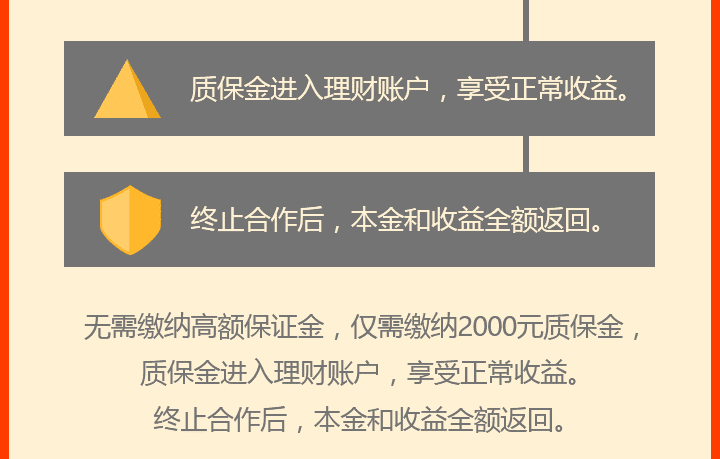 质保金进入理财账户，享受正常收益。
终止合作后，本金和收益全额返回。
无需缴纳高额保证金，仅需缴纳2000元质保金，
质保金进入理财账户，享受正常收益。
终止合作后，本金和收益全额返回。